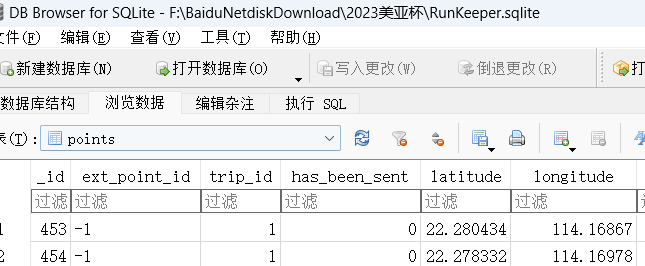 DB Browser for SQLite - F:\BaiduNetdiskDownload\2023美亚杯\RunKeeper.sqlite
文件(F) 编辑(E) 查看(V) 工具(T) 帮助(H)
新建数据库(N) 打开数据库(O) 写入更改(W) 倒退更改(R) 打
数据库结构 浏览数据 编辑杂注 执行 SQL
表(T): points
_id ext_point_id trip_id has_been_sent latitude longitude
过滤 过滤 过滤 过滤 过滤 过滤
1 453 -1 1 0 22.280434 114.16867
2 454 -1 1 0 22.278332 114.16978